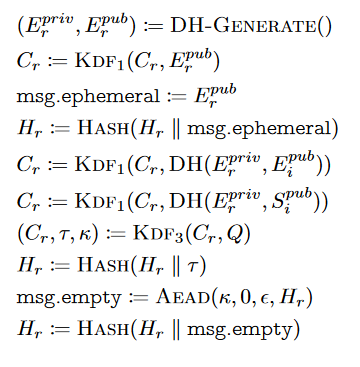 (E_r^{priv}, E_r^{pub}) := DH-GENERATE()
C_r := KDF_1(C_r, E_r^{pub})
msg.ephemeral := E_r^{pub}
H_r := HASH(H_r ∥ msg.ephemeral)
C_r := KDF_1(C_r, DH(E_r^{priv}, E_i^{pub}))
C_r := KDF_1(C_r, DH(E_r^{priv}, S_i^{pub}))
(C_r, τ, κ) := KDF_3(C_r, Q)
H_r := HASH(H_r ∥ τ)
msg.empty := AEAD(κ, 0, ϵ, H_r)
H_r := HASH(H_r ∥ msg.empty)